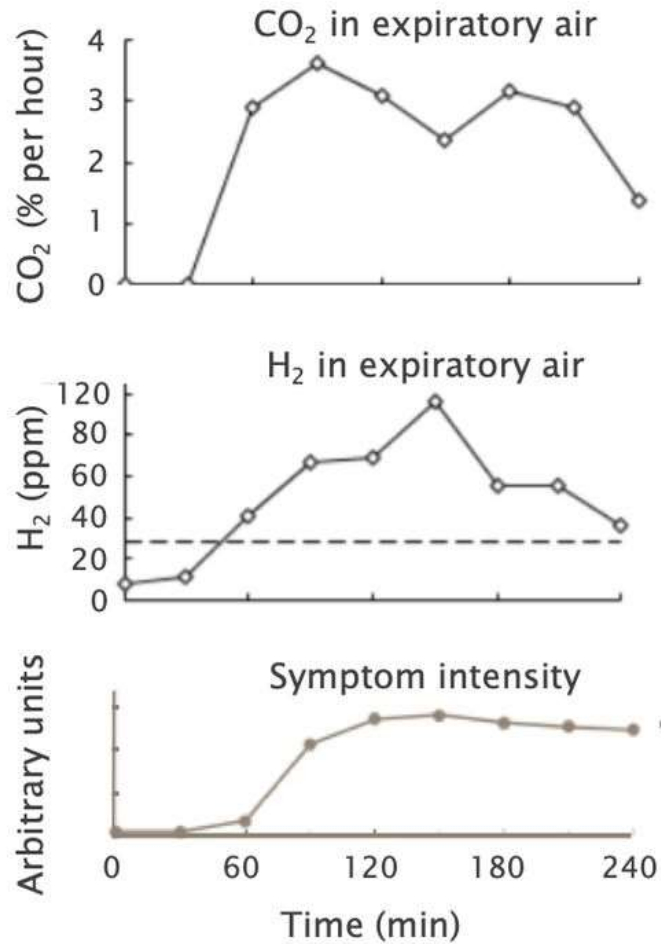 CO₂ in expiratory air
CO₂ (% per hour)
4
3
2
1
0
H₂ in expiratory air
H₂ (ppm)
120
80
60
40
20
0
Symptom intensity
Arbitrary units
0 60 120 180 240
Time (min)